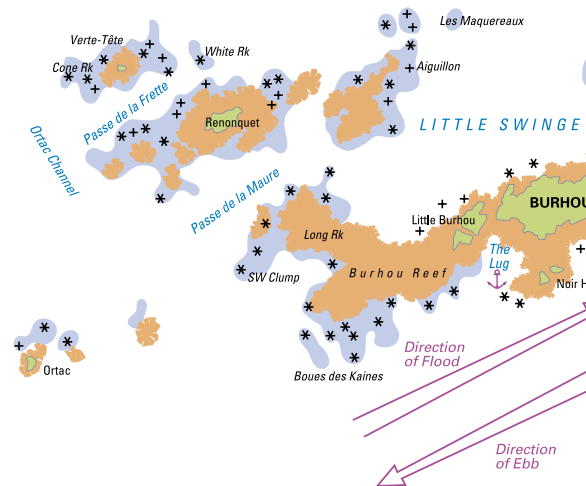 Les Maquereaux
Verte-Tête
White Rk
Cone Rk
Aiguillon
Passe de la Frette
Renonquet
LITTLE SWINGE
Ortac Channel
Passe de la Maure
BURHOU
Little Burhou
Long Rk
The
Lug
SW Clump
Burhou Reef
Noir H
Direction
of Flood
Ortac
Boues des Kaines
Direction
of Ebb